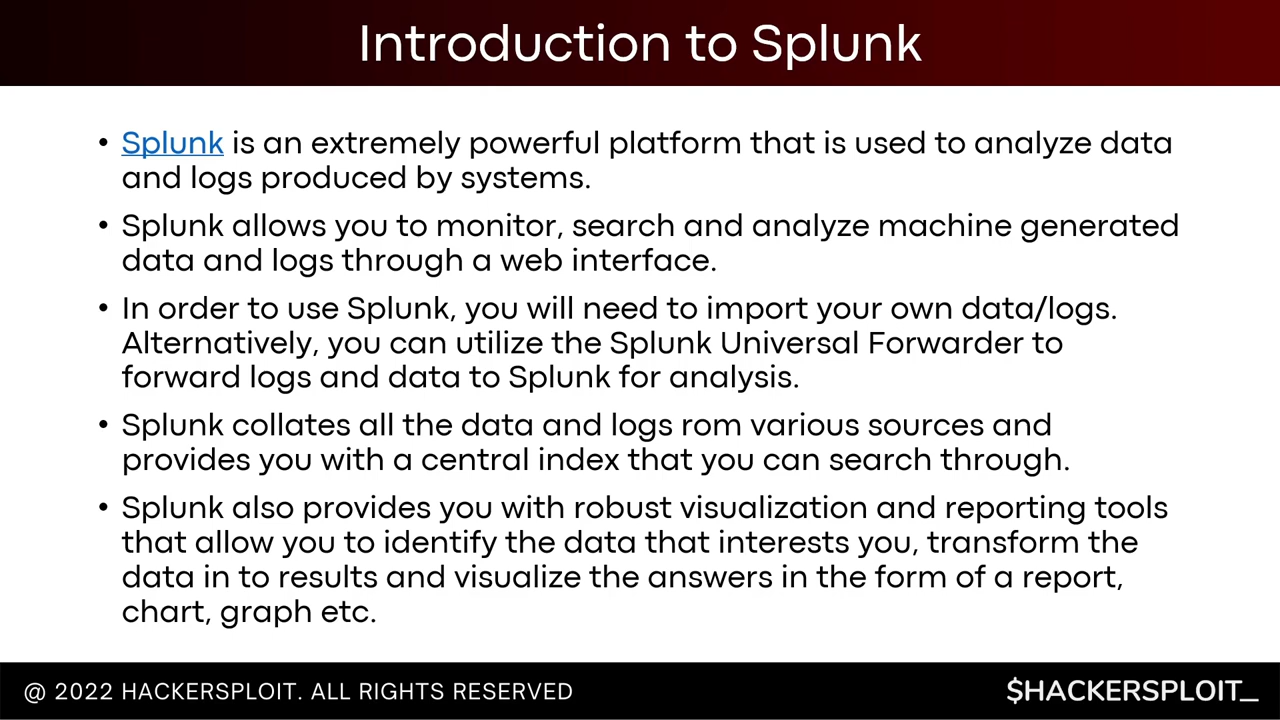 Introduction to Splunk
• Splunk is an extremely powerful platform that is used to analyze data
and logs produced by systems.
• Splunk allows you to monitor, search and analyze machine generated
data and logs through a web interface.
• In order to use Splunk, you will need to import your own data/logs.
Alternatively, you can utilize the Splunk Universal Forwarder to
forward logs and data to Splunk for analysis.
• Splunk collates all the data and logs rom various sources and
provides you with a central index that you can search through.
• Splunk also provides you with robust visualization and reporting tools
that allow you to identify the data that interests you, transform the
data in to results and visualize the answers in the form of a report,
chart, graph etc.
@ 2022 HACKERSPLOIT. ALL RIGHTS RESERVED
$HACKERSPLOIT_